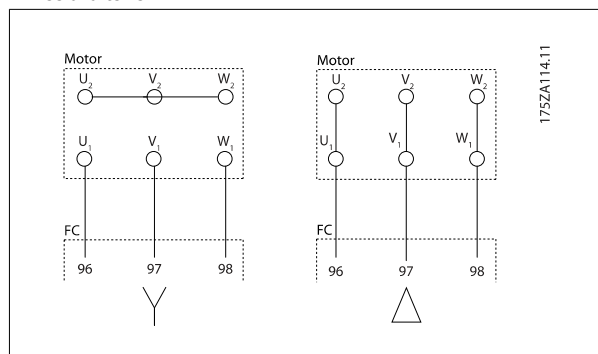 Motor
U₂ V₂ W₂
U₁ V₁ W₁
FC
96 97 98
Motor
U₂ V₂ W₂
U₁ V₁ W₁
FC
96 97 98
175ZA114.11